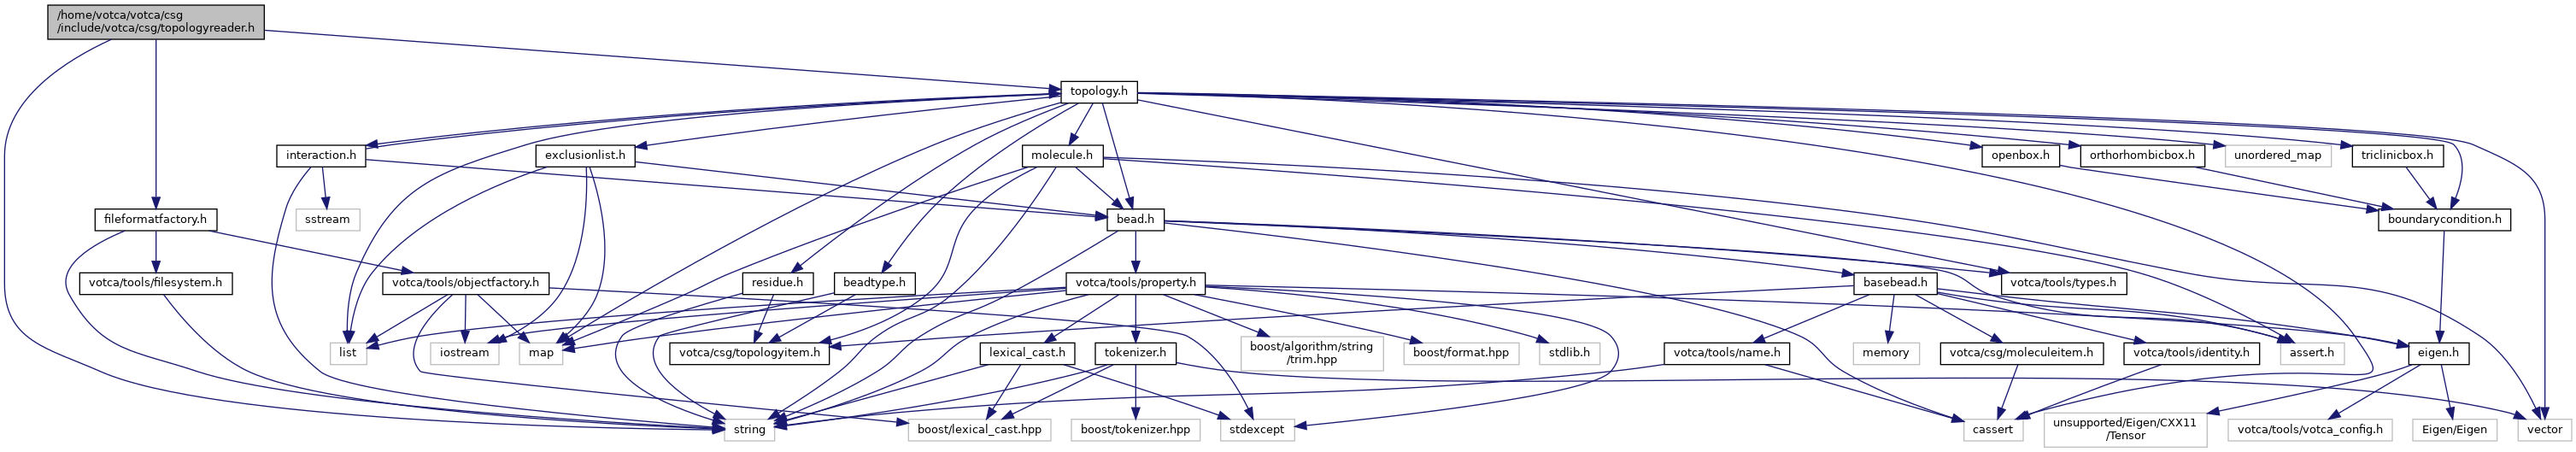 /home/votca/votca/csg
/include/votca/csg/topologyreader.h
topology.h
interaction.h
exclusionlist.h
molecule.h
openbox.h
orthorhombicbox.h
unordered_map
triclinicbox.h
fileformatfactory.h
sstream
bead.h
boundarycondition.h
votca/tools/filesystem.h
votca/tools/objectfactory.h
residue.h
beadtype.h
votca/tools/property.h
basebead.h
votca/tools/types.h
list
iostream
map
votca/csg/topologyitem.h
lexical_cast.h
tokenizer.h
boost/algorithm/string
/trim.hpp
boost/format.hpp
stdlib.h
votca/tools/name.h
memory
votca/csg/moleculeitem.h
votca/tools/identity.h
assert.h
eigen.h
string
boost/lexical_cast.hpp
boost/tokenizer.hpp
stdexcept
cassert
unsupported/Eigen/CXX11
/Tensor
votca/tools/votca_config.h
Eigen/Eigen
vector